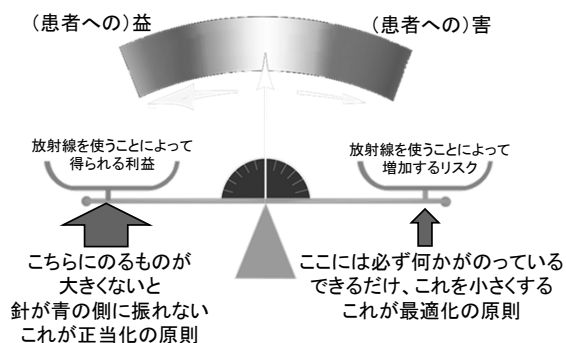 (患者への)益
(患者への)害
放射線を使うことによって
得られる利益
放射線を使うことによって
増加するリスク
こちらにのるものが
大きくないと
針が青の側に振れない
これが正当化の原則
ここには必ず何かがのっている
できるだけ、これを小さくする
これが最適化の原則